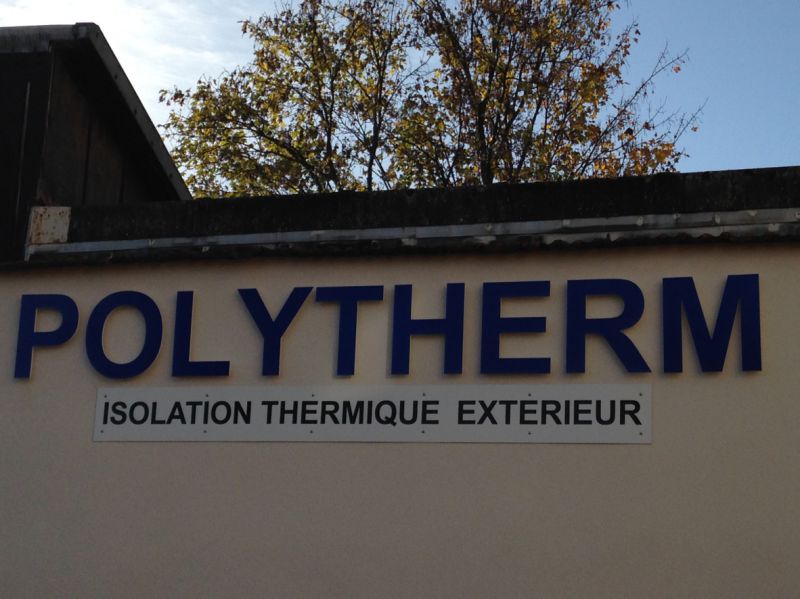 POLYTHERM
ISOLATION THERMIQUE EXTERIEUR